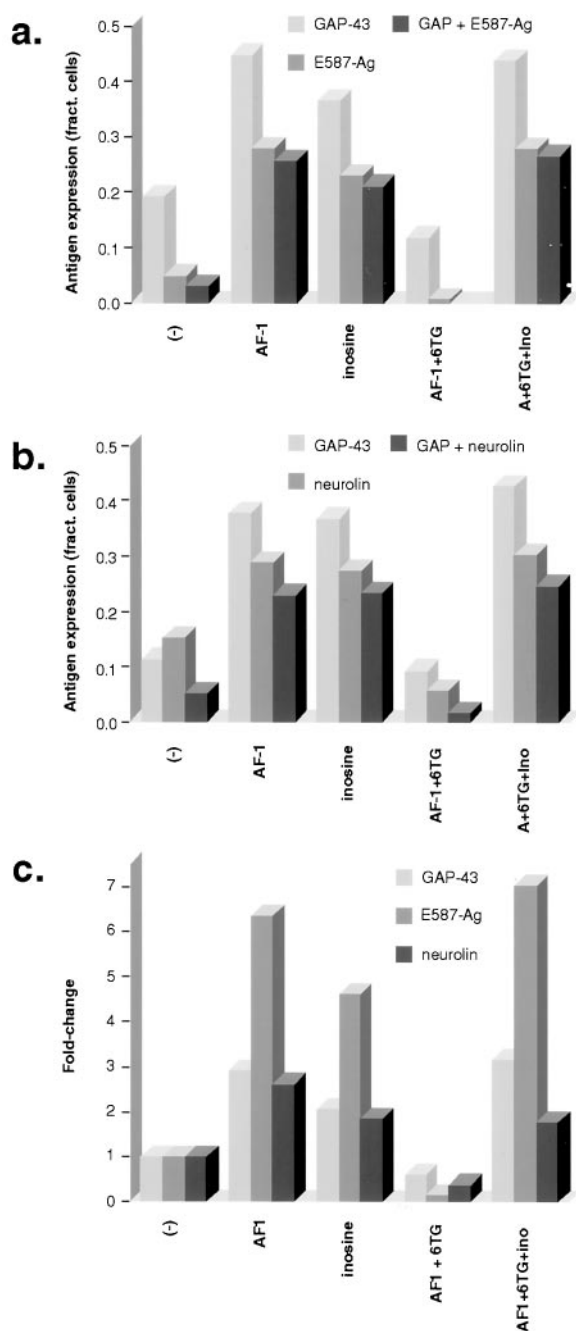 a.
GAP-43 GAP + E587-Ag
E587-Ag
Antigen expression (fract. cells)
0.5
0.4
0.3
0.2
0.1
0.0
(-) AF-1 inosine AF-1+6TG A+6TG+Ino
b.
GAP-43 GAP + neurolin
neurolin
Antigen expression (fract. cells)
0.5
0.4
0.3
0.2
0.1
0.0
(-) AF-1 inosine AF-1+6TG A+6TG+Ino
c.
GAP-43
E587-Ag
neurolin
Fold-change
7
6
5
4
3
2
1
0
(-) AF1 inosine AF1 + 6TG AF1+6TG+ino